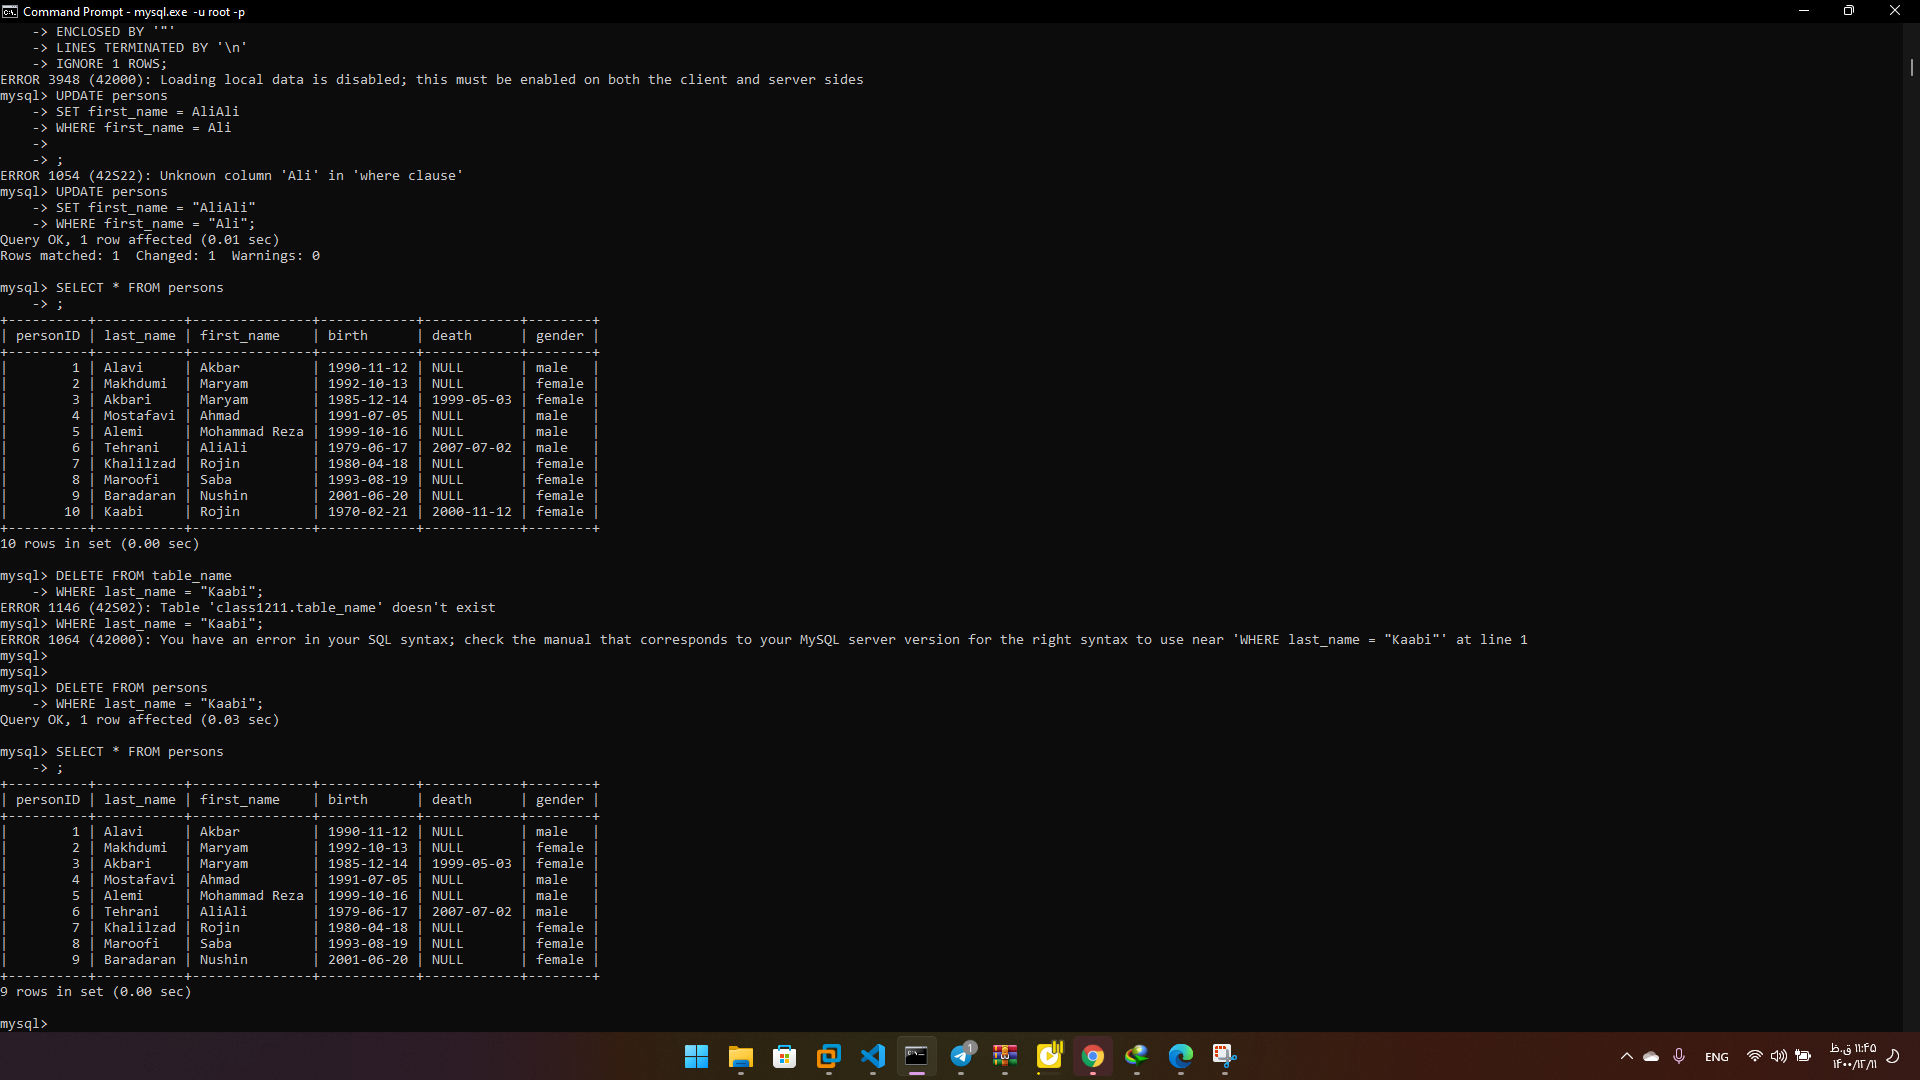 Command Prompt - mysql.exe -u root -p
    -> ENCLOSED BY '"'
    -> LINES TERMINATED BY '\n'
    -> IGNORE 1 ROWS;
ERROR 3948 (42000): Loading local data is disabled; this must be enabled on both the client and server sides
mysql> UPDATE persons
    -> SET first_name = AliAli
    -> WHERE first_name = Ali
    ->
    -> ;
ERROR 1054 (42S22): Unknown column 'Ali' in 'where clause'
mysql> UPDATE persons
    -> SET first_name = "AliAli"
    -> WHERE first_name = "Ali";
Query OK, 1 row affected (0.01 sec)
Rows matched: 1  Changed: 1  Warnings: 0
mysql> SELECT * FROM persons
    -> ;
+----------+-----------+---------------+------------+------------+--------+
| personID | last_name | first_name    | birth      | death      | gender |
+----------+-----------+---------------+------------+------------+--------+
|        1 | Alavi     | Akbar         | 1990-11-12 | NULL       | male   |
|        2 | Makhdumi  | Maryam        | 1992-10-13 | NULL       | female |
|        3 | Akbari    | Maryam        | 1985-12-14 | 1999-05-03 | female |
|        4 | Mostafavi | Ahmad         | 1991-07-05 | NULL       | male   |
|        5 | Alemi     | Mohammad Reza | 1999-10-16 | NULL       | male   |
|        6 | Tehrani   | AliAli        | 1979-06-17 | 2007-07-02 | male   |
|        7 | Khalilzad | Rojin         | 1980-04-18 | NULL       | female |
|        8 | Maroofi   | Saba          | 1993-08-19 | NULL       | female |
|        9 | Baradaran | Nushin        | 2001-06-20 | NULL       | female |
|       10 | Kaabi     | Rojin         | 1970-02-21 | 2000-11-12 | female |
+----------+-----------+---------------+------------+------------+--------+
10 rows in set (0.00 sec)
mysql> DELETE FROM table_name
    -> WHERE last_name = "Kaabi";
ERROR 1146 (42S02): Table 'class1211.table_name' doesn't exist
mysql> WHERE last_name = "Kaabi";
ERROR 1064 (42000): You have an error in your SQL syntax; check the manual that corresponds to your MySQL server version for the right syntax to use near 'WHERE last_name = "Kaabi"' at line 1
mysql>
mysql>
mysql> DELETE FROM persons
    -> WHERE last_name = "Kaabi";
Query OK, 1 row affected (0.03 sec)
mysql> SELECT * FROM persons
    -> ;
+----------+-----------+---------------+------------+------------+--------+
| personID | last_name | first_name    | birth      | death      | gender |
+----------+-----------+---------------+------------+------------+--------+
|        1 | Alavi     | Akbar         | 1990-11-12 | NULL       | male   |
|        2 | Makhdumi  | Maryam        | 1992-10-13 | NULL       | female |
|        3 | Akbari    | Maryam        | 1985-12-14 | 1999-05-03 | female |
|        4 | Mostafavi | Ahmad         | 1991-07-05 | NULL       | male   |
|        5 | Alemi     | Mohammad Reza | 1999-10-16 | NULL       | male   |
|        6 | Tehrani   | AliAli        | 1979-06-17 | 2007-07-02 | male   |
|        7 | Khalilzad | Rojin         | 1980-04-18 | NULL       | female |
|        8 | Maroofi   | Saba          | 1993-08-19 | NULL       | female |
|        9 | Baradaran | Nushin        | 2001-06-20 | NULL       | female |
+----------+-----------+---------------+------------+------------+--------+
9 rows in set (0.00 sec)
mysql>
1
ENG
۱۱:۴۵ ق.ظ
۱۴۰۰/۱۲/۱۱